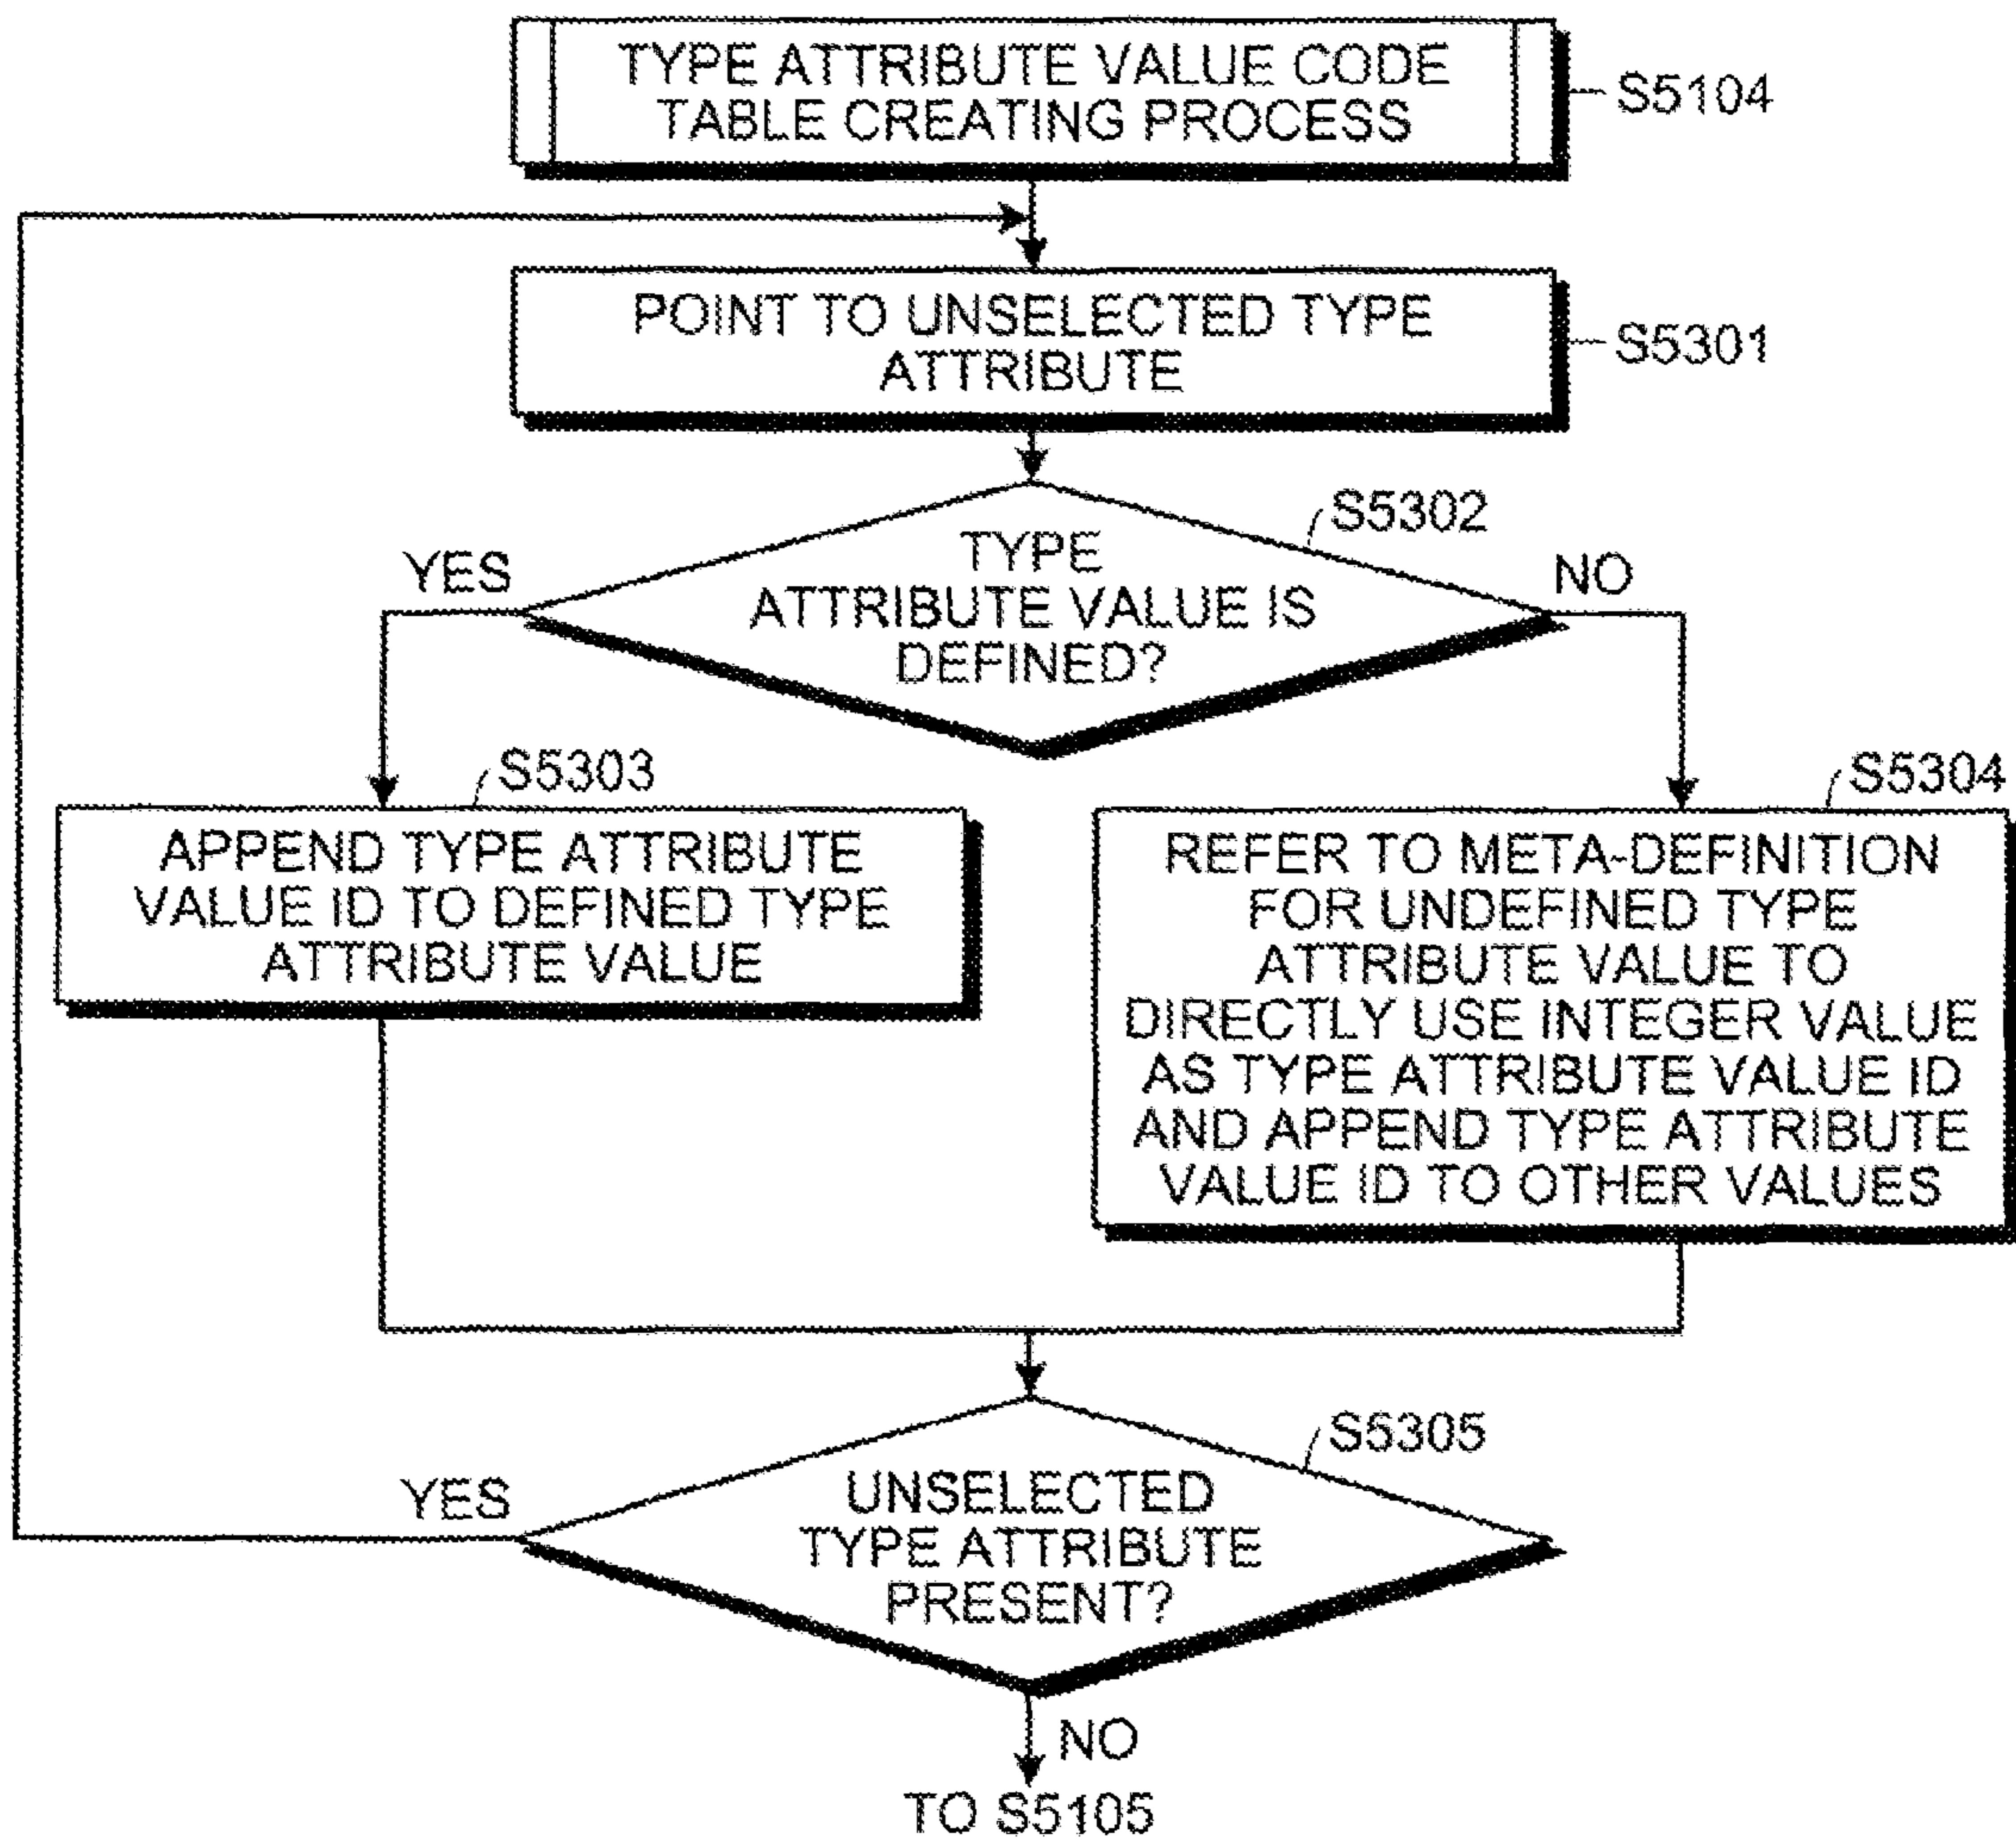 TYPE ATTRIBUTE VALUE CODE
TABLE CREATING PROCESS
S5104
POINT TO UNSELECTED TYPE
ATTRIBUTE
S5301
S5302
TYPE
ATTRIBUTE VALUE IS
DEFINED?
YES
NO
S5303
APPEND TYPE ATTRIBUTE
VALUE ID TO DEFINED TYPE
ATTRIBUTE VALUE
S5304
REFER TO META-DEFINITION
FOR UNDEFINED TYPE
ATTRIBUTE VALUE TO
DIRECTLY USE INTEGER VALUE
AS TYPE ATTRIBUTE VALUE ID
AND APPEND TYPE ATTRIBUTE
VALUE ID TO OTHER VALUES
S5305
YES
UNSELECTED
TYPE ATTRIBUTE
PRESENT?
NO
TO S5105